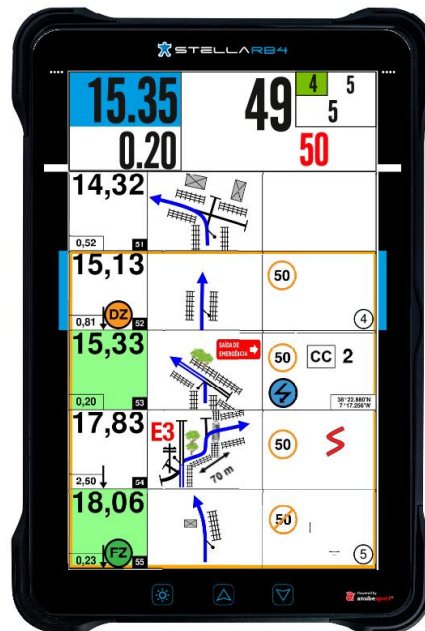 STELLARB4
15.35
0.20
49
4 5
5
50
14,32
0,52 51
15,13
50
0,81 DZ 52
4
15,33
SAÍDA DE
EMERGÊNCIA
50 CC 2
0,20 53
38°22.880'N
7°17.256'W
17,83
E3
50
70 m
2,50 54
18,06
50
0,23 FZ 55
5
Powered by
anubesport